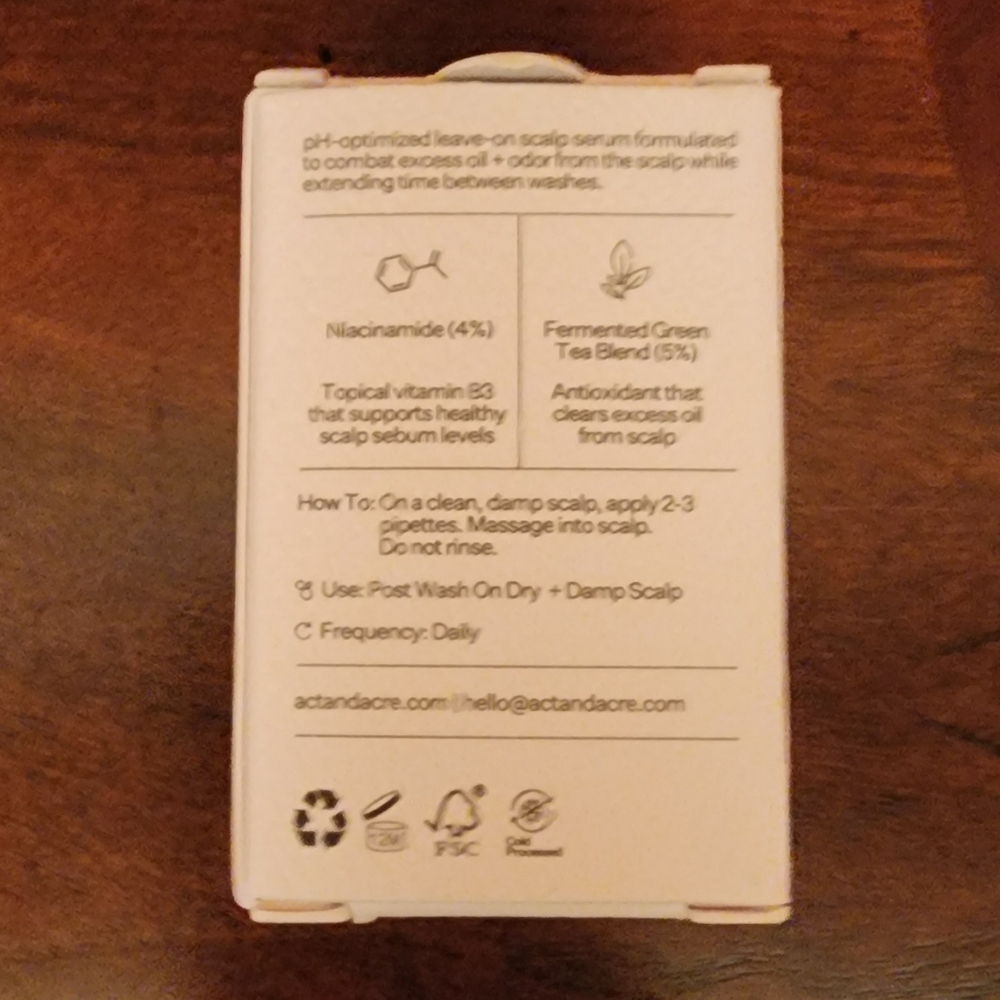 pH-optimized leave-on scalp serum formulated
to combat excess oil + odor from the scalp while
extending time between washes.
Niacinamide (4%)
Topical vitamin B3
that supports healthy
scalp sebum levels
Fermented Green
Tea Blend (5%)
Antioxidant that
clears excess oil
from scalp
How To: On a clean, damp scalp, apply 2-3
pipettes. Massage into scalp.
Do not rinse.
Use: Post Wash On Dry + Damp Scalp
Frequency: Daily
actandacre.com | hello@actandacre.com
12M
FSC®
Cold
Processed